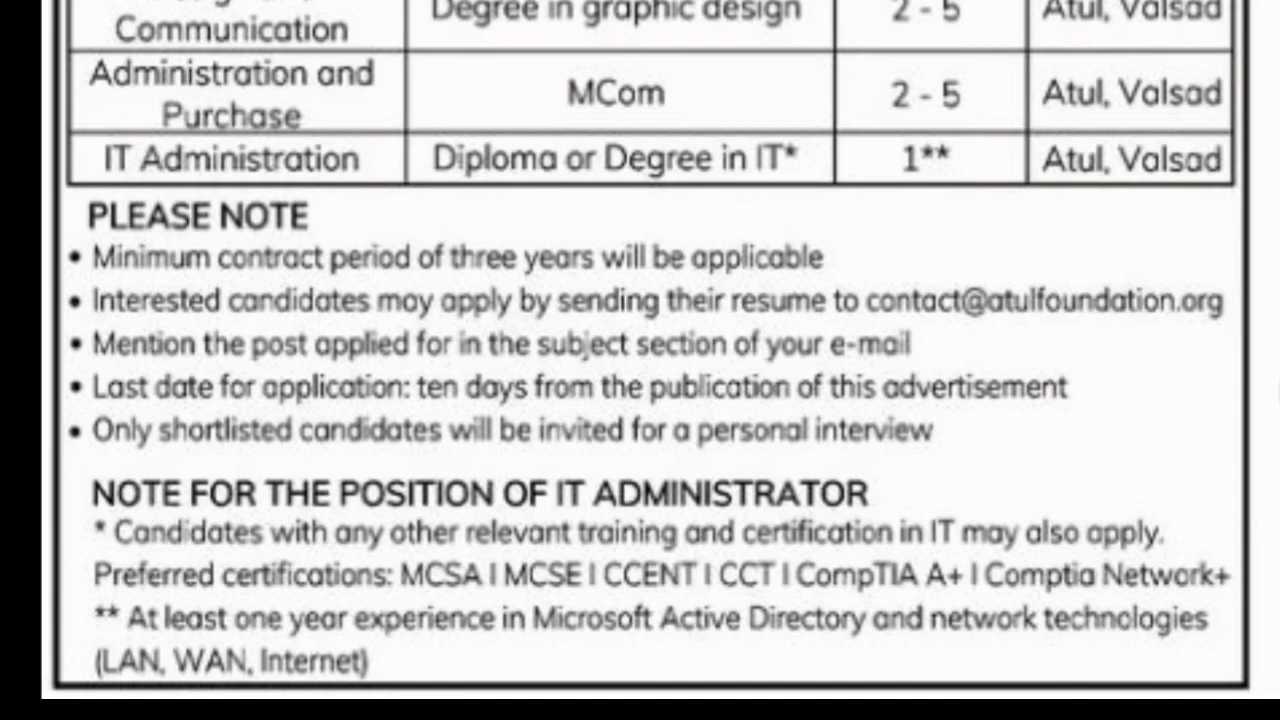 Degree in graphic design 2 - 5 Atul, Valsad
Communication
Administration and
Purchase MCom 2 - 5 Atul, Valsad
IT Administration Diploma or Degree in IT* 1** Atul, Valsad
PLEASE NOTE
• Minimum contract period of three years will be applicable
• Interested candidates may apply by sending their resume to contact@atulfoundation.org
• Mention the post applied for in the subject section of your e-mail
• Last date for application: ten days from the publication of this advertisement
• Only shortlisted candidates will be invited for a personal interview
NOTE FOR THE POSITION OF IT ADMINISTRATOR
* Candidates with any other relevant training and certification in IT may also apply.
Preferred certifications: MCSA | MCSE | CCENT | CCT | CompTIA A+ | Comptia Network+
** At least one year experience in Microsoft Active Directory and network technologies
(LAN, WAN, Internet)